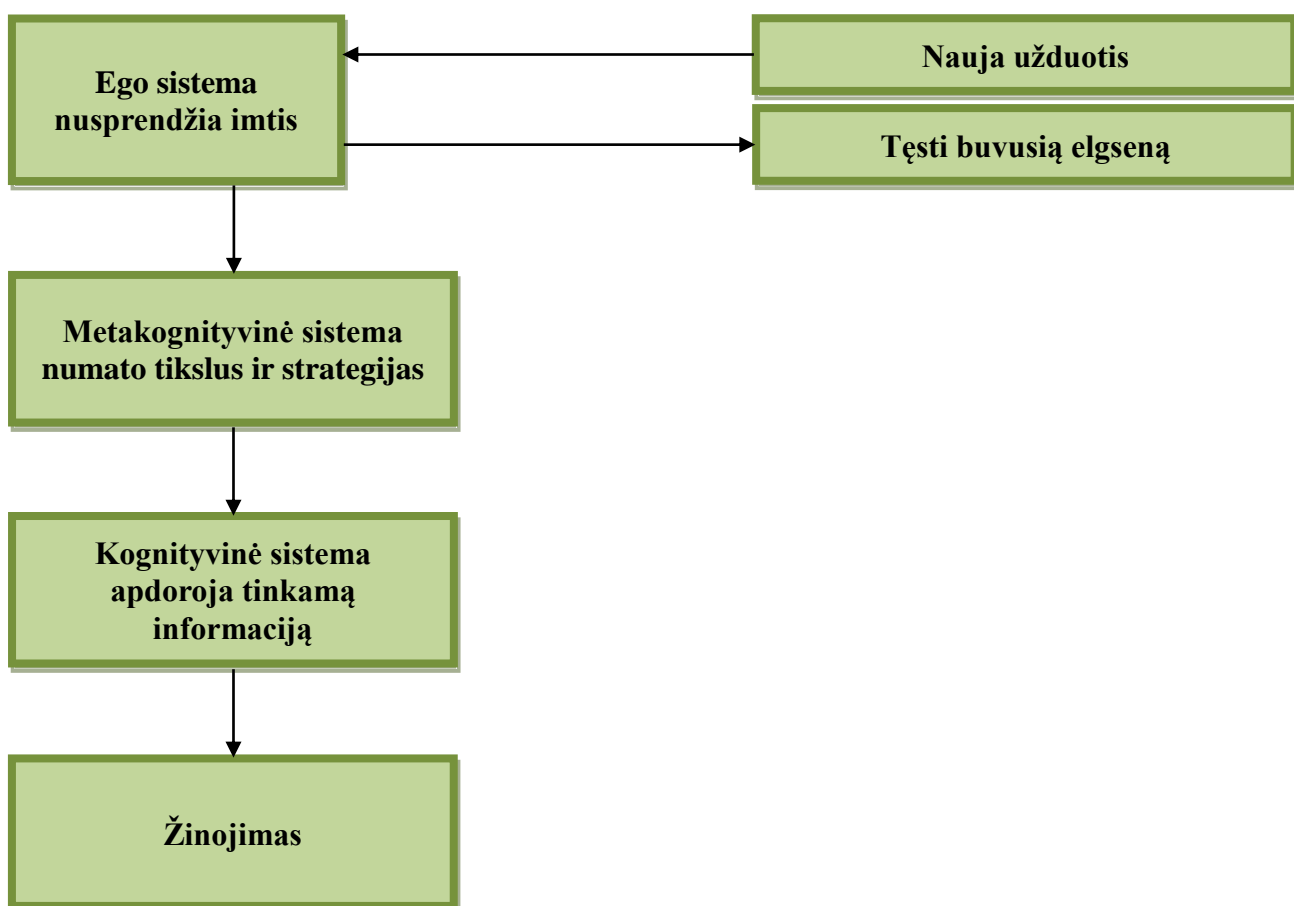 Ego sistema
nusprendžia imtis
Nauja užduotis
Tęsti buvusią elgseną
Metakognityvinė sistema
numato tikslus ir strategijas
Kognityvinė sistema
apdoroja tinkamą
informaciją
Žinojimas